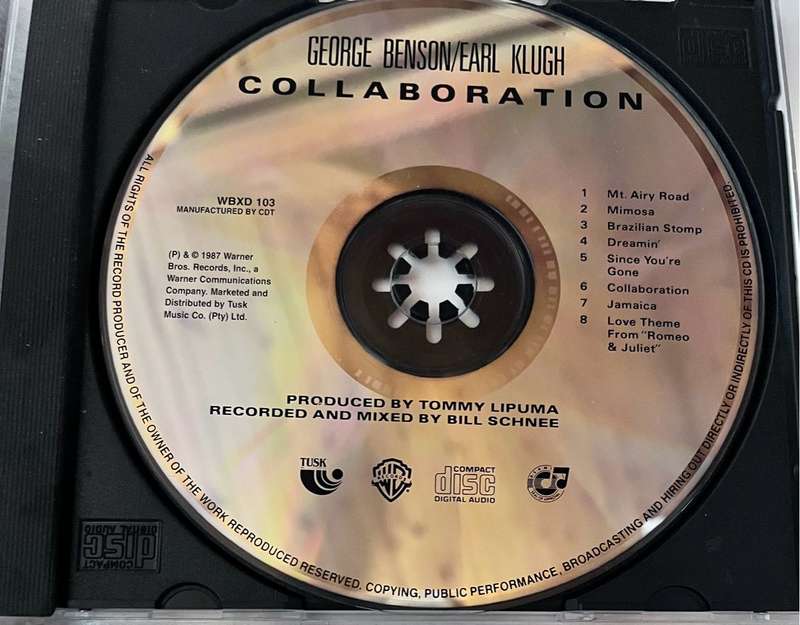 GEORGE BENSON/EARL KLUGH
COLLABORATION
WBXD 103
MANUFACTURED BY CDT
(P) & © 1987 Warner
Bros. Records, Inc., a
Warner Communications
Company. Marketed and
Distributed by Tusk
Music Co. (Pty) Ltd.
1 Mt. Airy Road
2 Mimosa
3 Brazilian Stomp
4 Dreamin'
5 Since You're
Gone
6 Collaboration
7 Jamaica
8 Love Theme
From "Romeo
& Juliet"
PRODUCED BY TOMMY LIPUMA
RECORDED AND MIXED BY BILL SCHNEE
TUSK
COMPACT
disc
DIGITAL AUDIO
ALL RIGHTS OF THE RECORD PRODUCER AND OF THE OWNER OF THE WORK REPRODUCED RESERVED. COPYING, PUBLIC PERFORMANCE, BROADCASTING AND HIRING OUT DIRECTLY OR INDIRECTLY OF THIS CD IS PROHIBITED
COMPACT
disc
DIGITAL AUDIO